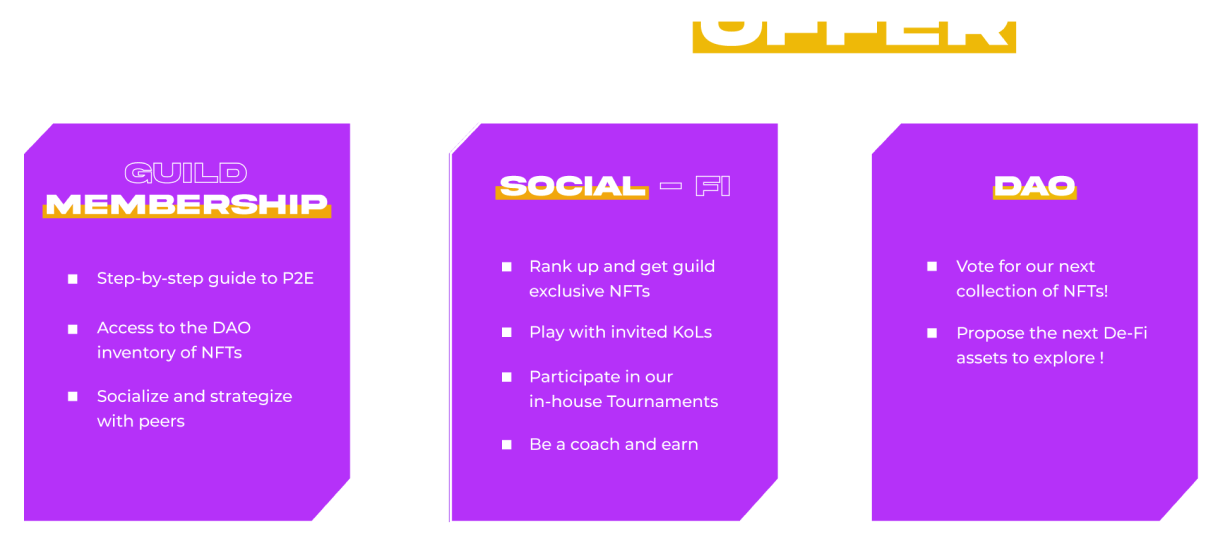 OFFER
GUILD
MEMBERSHIP
Step-by-step guide to P2E
Access to the DAO
inventory of NFTs
Socialize and strategize
with peers
SOCIAL – FI
Rank up and get guild
exclusive NFTs
Play with invited KoLs
Participate in our
in-house Tournaments
Be a coach and earn
DAO
Vote for our next
collection of NFTs!
Propose the next De-Fi
assets to explore !